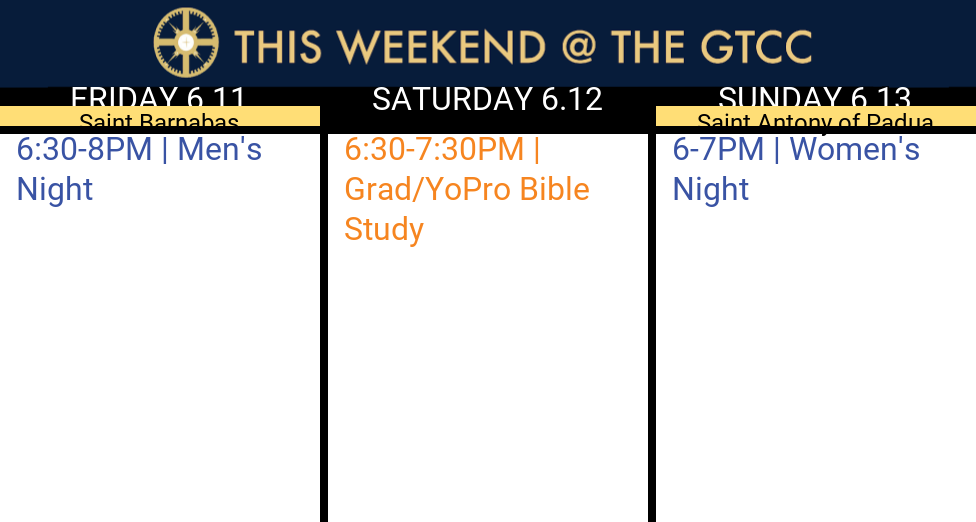 THIS WEEKEND @ THE GTCC
FRIDAY 6.11
Saint Barnabas
6:30-8PM | Men's
Night
SATURDAY 6.12
6:30-7:30PM |
Grad/YoPro Bible
Study
SUNDAY 6.13
Saint Antony of Padua
6-7PM | Women's
Night